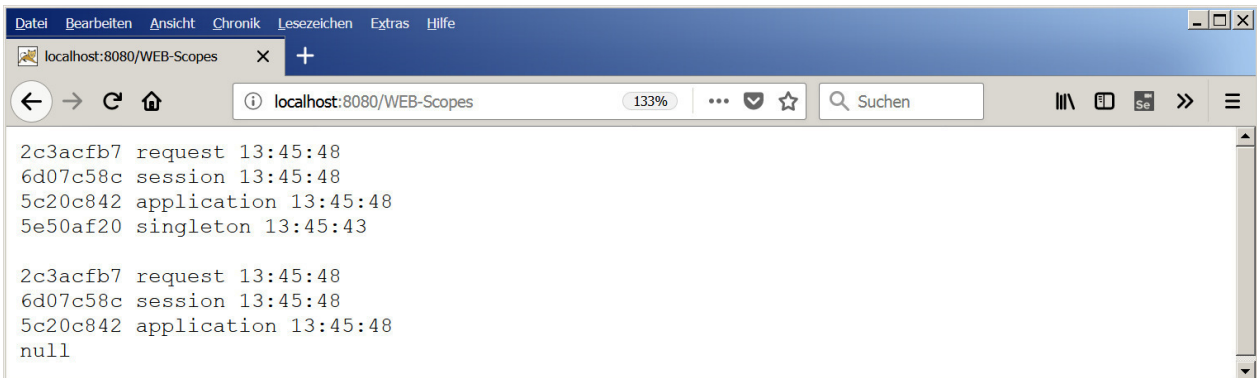 Datei Bearbeiten Ansicht Chronik Lesezeichen Extras Hilfe
localhost:8080/WEB-Scopes
localhost:8080/WEB-Scopes 133% Suchen Se
2c3acfb7 request 13:45:48
6d07c58c session 13:45:48
5c20c842 application 13:45:48
5e50af20 singleton 13:45:43
2c3acfb7 request 13:45:48
6d07c58c session 13:45:48
5c20c842 application 13:45:48
null